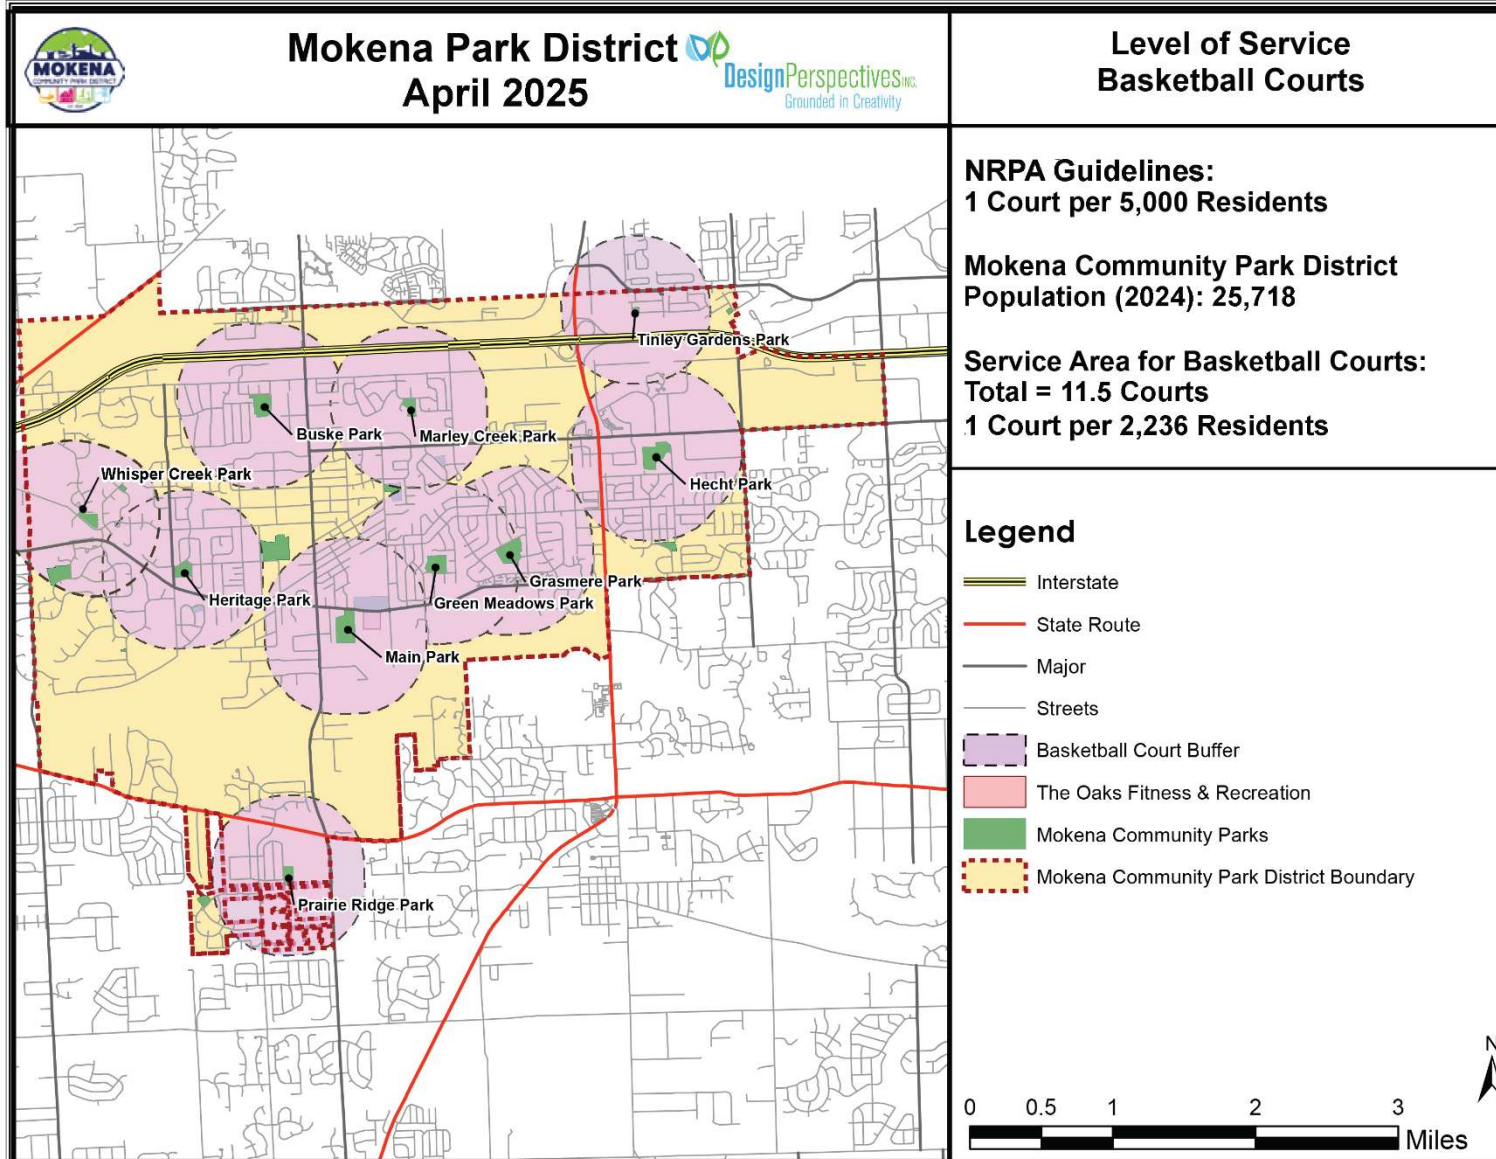 MOKENA
COMMUNITY PARK DISTRICT
Mokena Park District
April 2025
DesignPerspectives INC.
Grounded in Creativity
Level of Service
Basketball Courts
NRPA Guidelines:
1 Court per 5,000 Residents
Mokena Community Park District
Population (2024): 25,718
Service Area for Basketball Courts:
Total = 11.5 Courts
1 Court per 2,236 Residents
Tinley Gardens Park
Buske Park
Marley Creek Park
Whisper Creek Park
Hecht Park
Grasmere Park
Heritage Park
Green Meadows Park
Main Park
Prairie Ridge Park
Legend
Interstate
State Route
Major
Streets
Basketball Court Buffer
The Oaks Fitness & Recreation
Mokena Community Parks
Mokena Community Park District Boundary
N
0 0.5 1 2 3
Miles